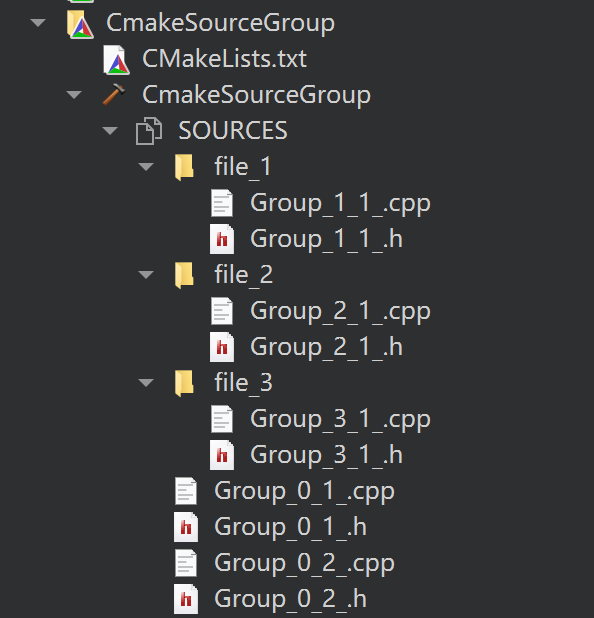 CmakeSourceGroup
CMakeLists.txt
CmakeSourceGroup
SOURCES
file_1
Group_1_1_.cpp
Group_1_1_.h
file_2
Group_2_1_.cpp
Group_2_1_.h
file_3
Group_3_1_.cpp
Group_3_1_.h
Group_0_1_.cpp
Group_0_1_.h
Group_0_2_.cpp
Group_0_2_.h